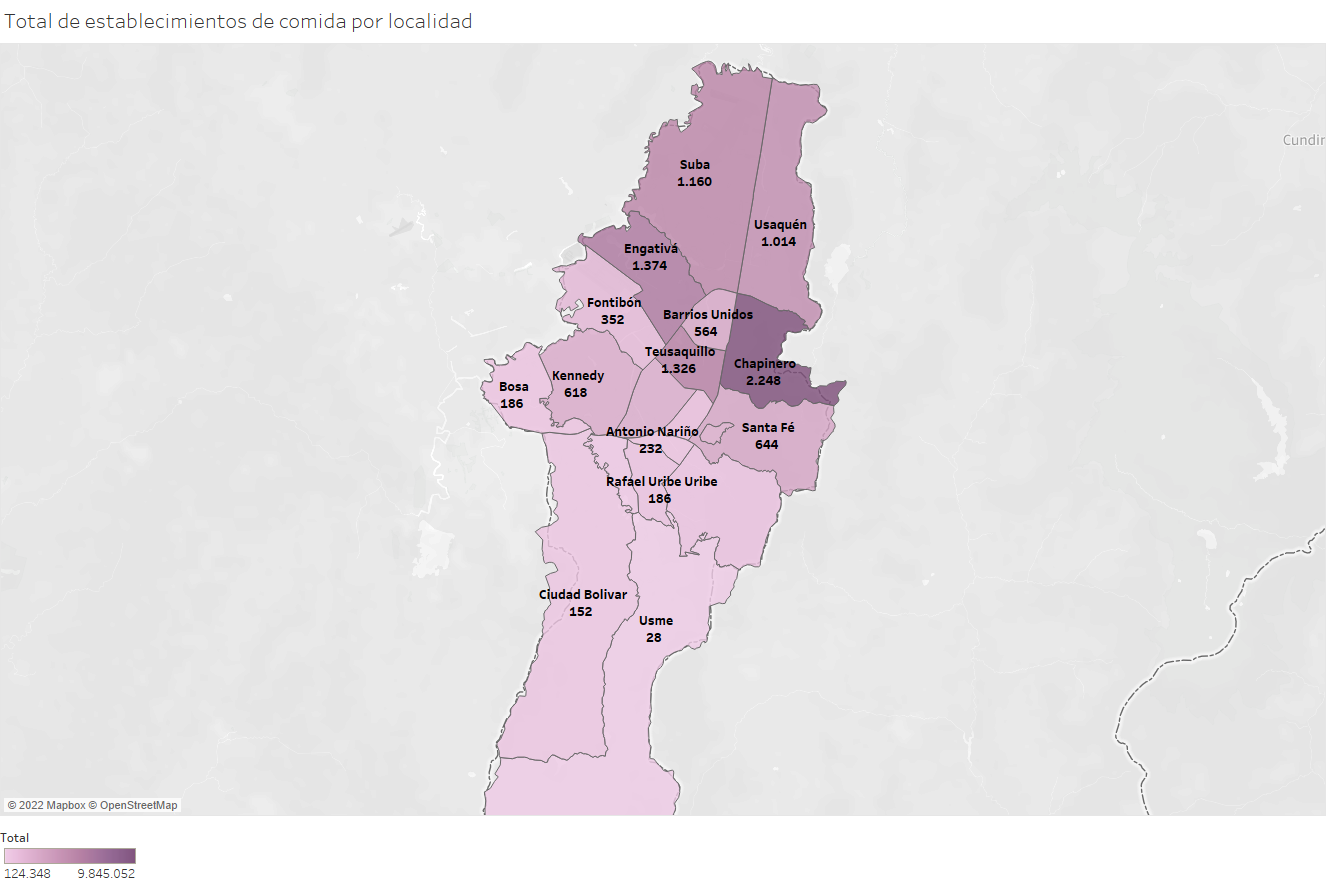 Total de establecimientos de comida por localidad
Cundir
Suba
1.160
Usaquén
1.014
Engativá
1.374
Fontibón
352
Barrios Unidos
564
Teusaquillo
1.326
Chapinero
2.248
Bosa
186
Kennedy
618
Antonio Nariño
232
Santa Fé
644
Rafael Uribe Uribe
186
Ciudad Bolivar
152
Usme
28
© 2022 Mapbox © OpenStreetMap
Total
124.348 9.845.052